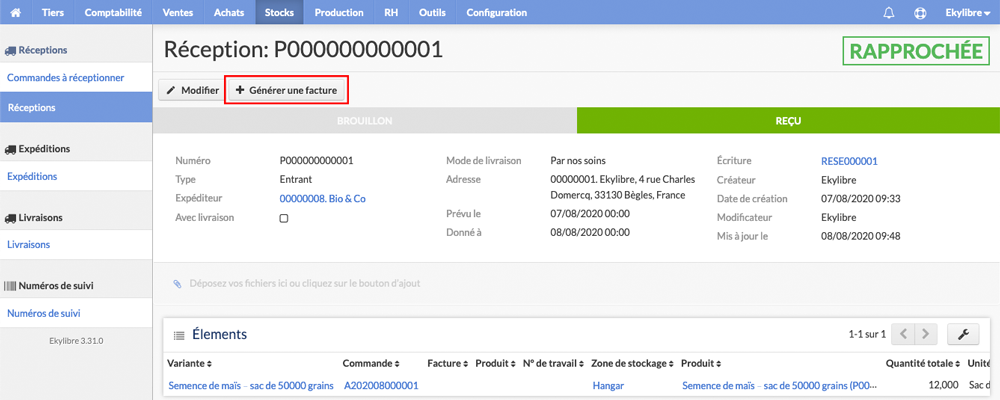 Tiers Comptabilité Ventes Achats Stocks Production RH Outils Configuration Ekylibre
Réceptions
Commandes à réceptionner
Réceptions
Expéditions
Expéditions
Livraisons
Livraisons
Numéros de suivi
Numéros de suivi
Ekylibre 3.31.0
Réception: P000000000001
RAPPROCHÉE
Modifier
Générer une facture
BROUILLON
REÇU
Numéro P000000000001
Type Entrant
Expéditeur 00000008. Bio & Co
Avec livraison
Mode de livraison Par nos soins
Adresse 00000001. Ekylibre, 4 rue Charles
Domercq, 33130 Bègles, France
Prévu le 07/08/2020 00:00
Donné à 08/08/2020 00:00
Écriture RESE000001
Créateur Ekylibre
Date de création 07/08/2020 09:33
Modificateur Ekylibre
Mis à jour le 08/08/2020 09:48
Déposez vos fichiers ici ou cliquez sur le bouton d'ajout
Élements
1-1 sur 1
Variante Commande Facture Produit N° de travail Zone de stockage Produit Quantité totale Unité
Semence de maïs – sac de 50000 grains A202008000001 Hangar Semence de maïs – sac de 50000 grains (P00… 12,000 Sac d